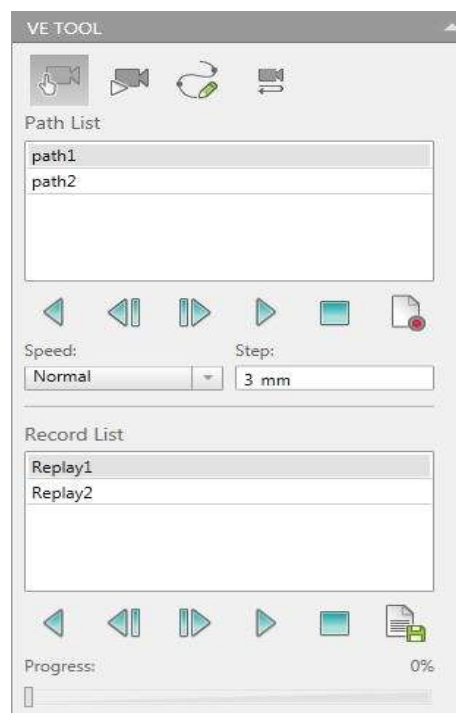 VE TOOL
Path List
path1
path2
Speed: Step:
Normal 3 mm
Record List
Replay1
Replay2
Progress: 0%